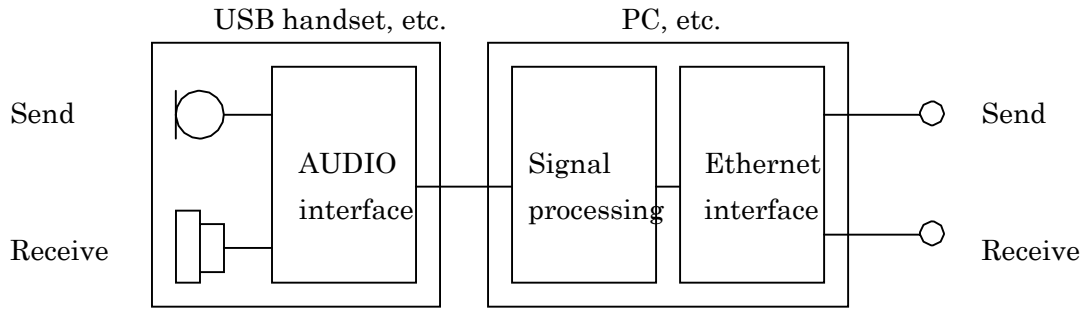 USB handset, etc.
PC, etc.
Send
Send
AUDIO
interface
Signal
processing
Ethernet
interface
Receive
Receive